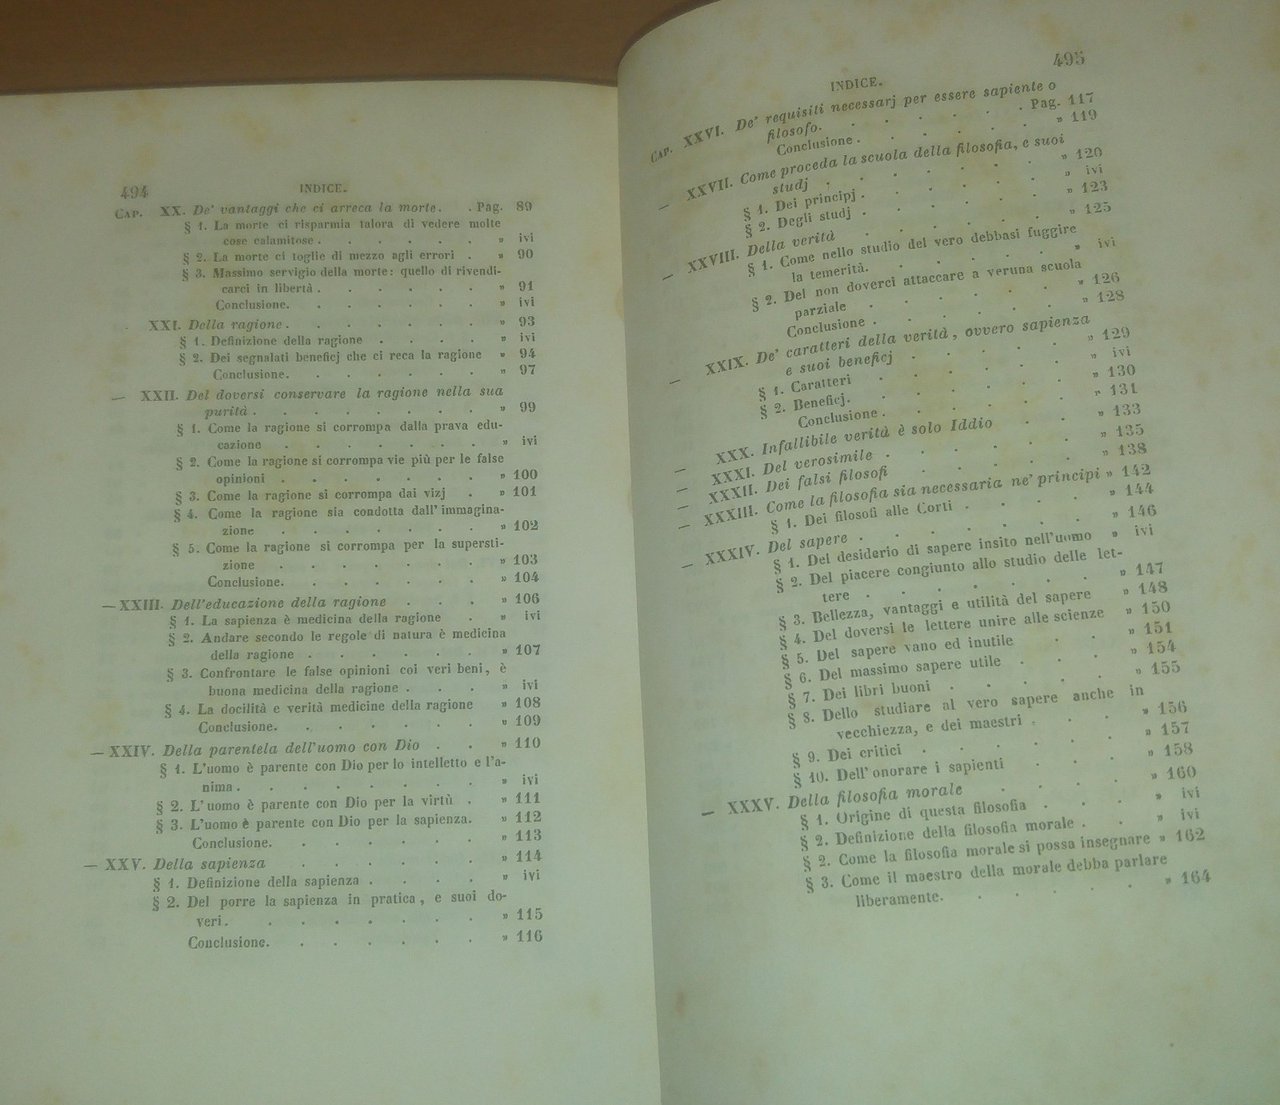 494
INDICE.
CAP. XX. De' vantaggi che ci arreca la morte. . Pag. 89
§ 1. La morte ci risparmia talora di vedere molte
cose calamitose . . . . . . » ivi
§ 2. La morte ci toglie di mezzo agli errori . » 90
§ 3. Massimo servigio della morte: quello di rivendi-
carci in libertà . . . . . . » 91
Conclusione. . . . . . . » ivi
XXI. Della ragione. . . . . . . » 93
§ 1. Definizione della ragione . . . . » ivi
§ 2. Dei segnalati beneficj che ci reca la ragione » 94
Conclusione. . . . . . . » 97
— XXII. Del doversi conservare la ragione nella sua
purità . . . . . . . . » 99
§ 1. Come la ragione si corrompa dalla prava edu-
cazione . . . . . . . » ivi
§ 2. Come la ragione si corrompa vie più per le false
opinioni . . . . . . . » 100
§ 3. Come la ragione si corrompa dai vizj . » 101
§ 4. Come la ragione sia condotta dall'immagina-
zione . . . . . . » 102
§ 5. Come la ragione si corrompa per la supersti-
zione . . . . . . . » 103
Conclusione. . . . . . . » 104
— XXIII. Dell'educazione della ragione . . . » 106
§ 1. La sapienza è medicina della ragione . » ivi
§ 2. Andare secondo le regole di natura è medicina
della ragione . . . . . . » 107
§ 3. Confrontare le false opinioni coi veri beni, è
buona medicina della ragione . . . » ivi
§ 4. La docilità e verità medicine della ragione » 108
Conclusione. . . . . . . » 109
— XXIV. Della parentela dell'uomo con Dio . . » 110
§ 1. L'uomo è parente con Dio per lo intelletto e l'a-
nima . . . . . . . . » ivi
§ 2. L'uomo è parente con Dio per la virtù . » 111
§ 3. L'uomo è parente con Dio per la sapienza. » 112
Conclusione. . . . . . . » 113
— XXV. Della sapienza . . . . . . » 114
§ 1. Definizione della sapienza . . . . » ivi
§ 2. Del porre la sapienza in pratica, e suoi do-
veri. . . . . . . . » 115
Conclusione. . . . . . . » 116
495
INDICE.
CAP. XXVI. De' requisiti necessarj per essere sapiente o
filosofo. . . . . . . . Pag. 117
Conclusione . . . . . . . » 119
— XXVII. Come proceda la scuola della filosofia, e suoi
studj . . . . . . . » 120
§ 1. Dei principj . . . . . . » ivi
§ 2. Degli studj . . . . . . » 123
— XXVIII. Della verità . . . . . . » 125
§ 1. Come nello studio del vero debbasi fuggire
la temerità. . . . . . . » ivi
§ 2. Del non doverci attaccare a veruna scuola
parziale . . . . . . » 126
Conclusione . . . . . . . » 128
— XXIX. De' caratteri della verità, ovvero sapienza
e suoi beneficj . . . . . » 129
§ 1. Caratteri . . . . . . » ivi
§ 2. Beneficj. . . . . . . » 130
Conclusione . . . . . . » 131
— XXX. Infallibile verità è solo Iddio . . » 133
— XXXI. Del verosimile . . . . . . » 135
— XXXII. Dei falsi filosofi . . . . . » 138
— XXXIII. Come la filosofia sia necessaria ne' principi » 142
§ 1. Dei filosofi alle Corti . . . . » 144
— XXXIV. Del sapere . . . . . . . » 146
§ 1. Del desiderio di sapere insito nell'uomo » ivi
§ 2. Del piacere congiunto allo studio delle let-
tere . . . . . . . » 147
§ 3. Bellezza, vantaggi e utilità del sapere » 148
§ 4. Del doversi le lettere unire alle scienze » 150
§ 5. Del sapere vano ed inutile . . . » 151
§ 6. Del massimo sapere utile . . . » 154
§ 7. Dei libri buoni . . . . . » 155
§ 8. Dello studiare al vero sapere anche in
vecchiezza, e dei maestri . . . » 156
§ 9. Dei critici . . . . . . » 157
§ 10. Dell'onorare i sapienti . . . » 158
— XXXV. Della filosofia morale . . . . » 160
§ 1. Origine di questa filosofia . . . » ivi
§ 2. Definizione della filosofia morale . . » ivi
§ 2. Come la filosofia morale si possa insegnare » 162
§ 3. Come il maestro della morale debba parlare
liberamente. . . . . . » 164